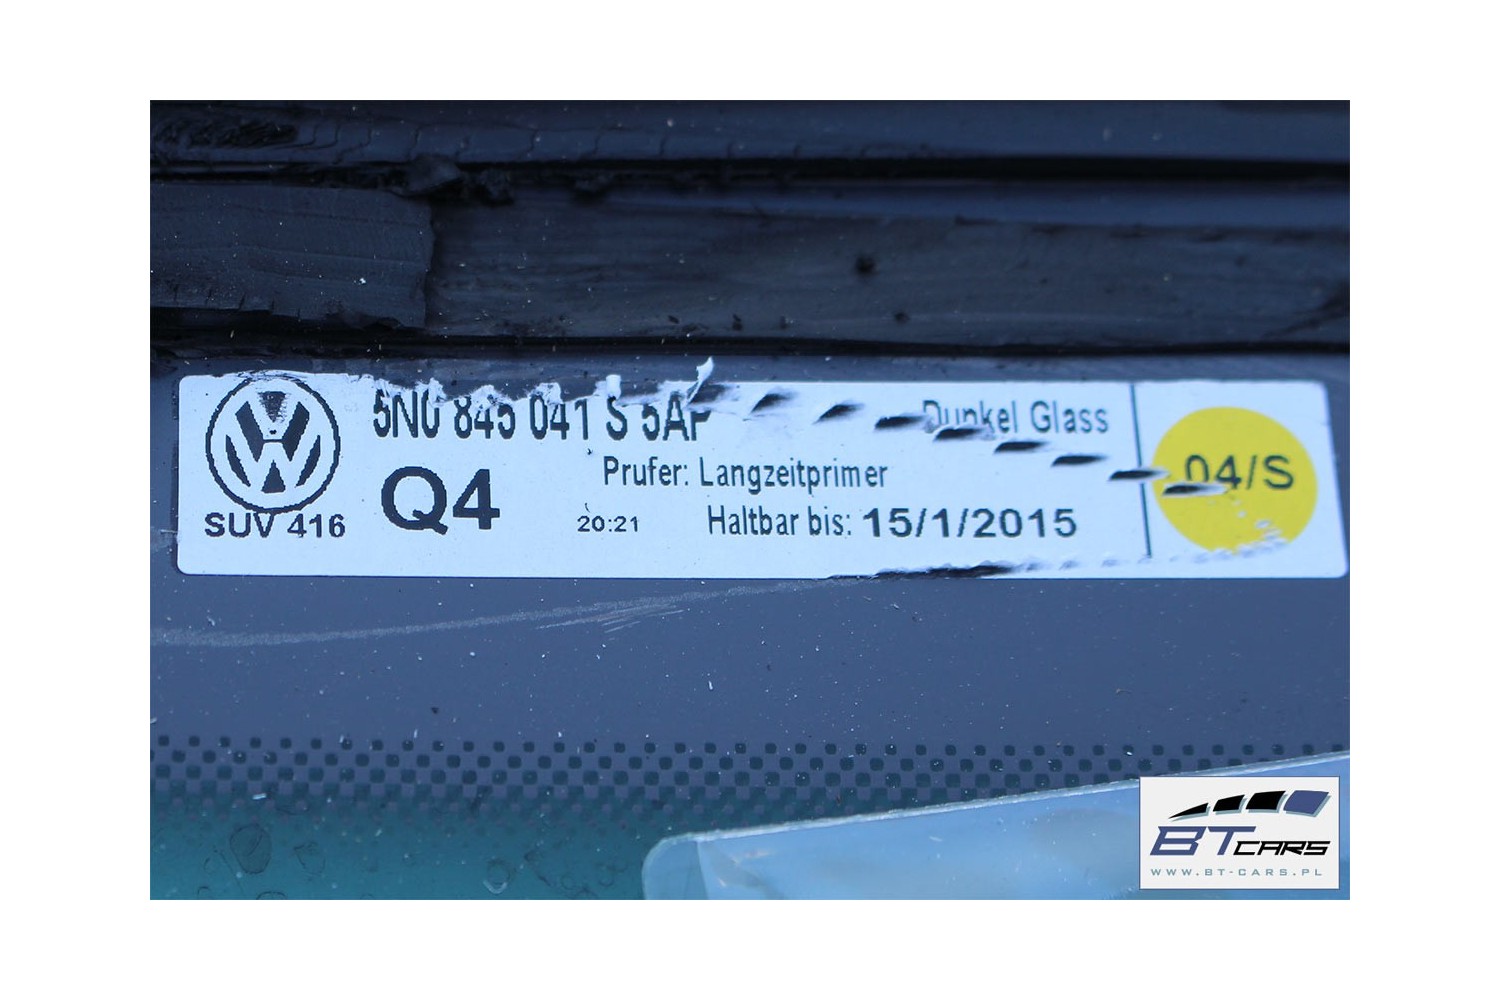 5N0 845 041 S 5AP
Dunkel Glass
04/S
Prufer: Langzeitprimer
Q4
SUV 416
20:21
Haltbar bis: 15/1/2015
BT CARS
WWW.BT-CARS.PL